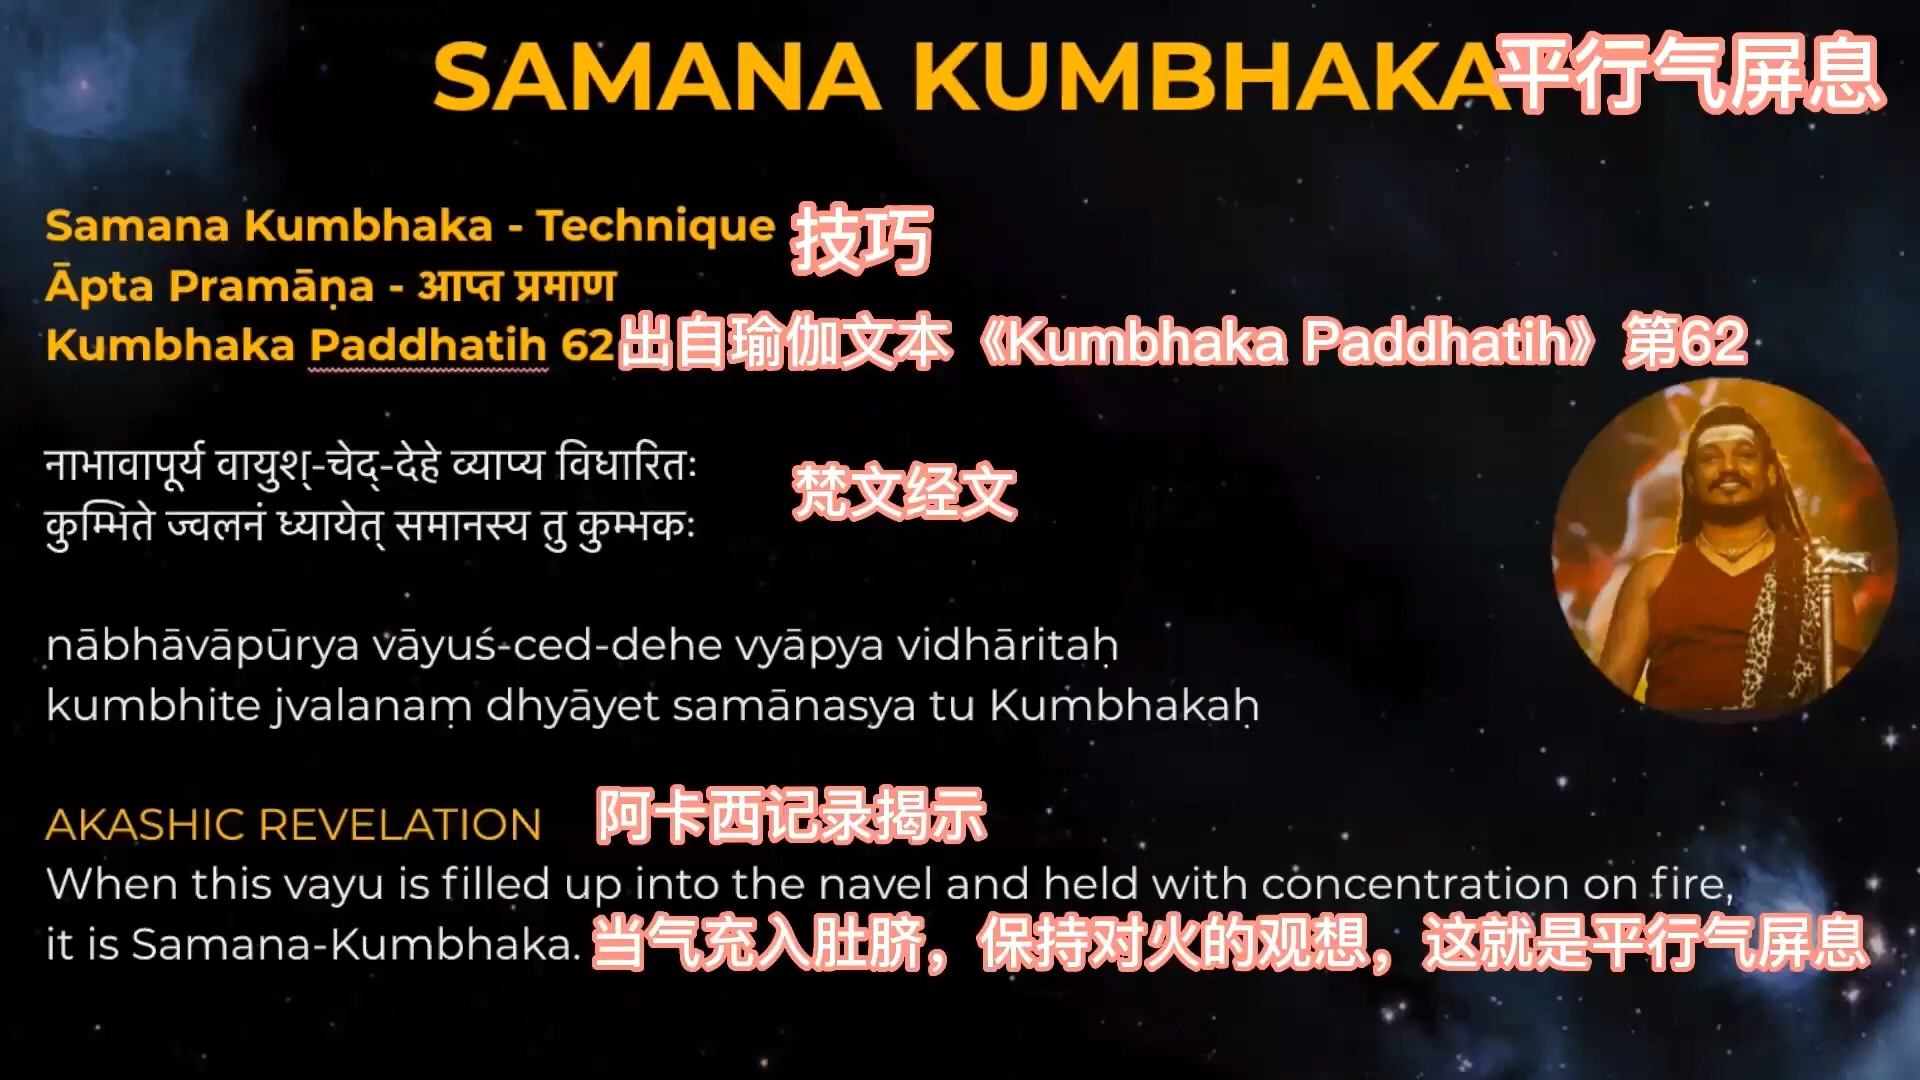 SAMANA KUMBHAKA平行气屏息
Samana Kumbhaka - Technique 技巧
Āpta Pramāṇa - आप्त प्रमाण
Kumbhaka Paddhatih 62出自瑜伽文本《Kumbhaka Paddhatih》第62
नाभावापूर्य वायुश्-चेद्-देहे व्याप्य विधारितः
कुम्भिते ज्वलनं ध्यायेत् समानस्य तु कुम्भकः
梵文经文
nābhāvāpūrya vāyuś-ced-dehe vyāpya vidhāritaḥ
kumbhite jvalanaṃ dhyāyet samānasya tu Kumbhakaḥ
AKASHIC REVELATION 阿卡西记录揭示
When this vayu is filled up into the navel and held with concentration on fire,
it is Samana-Kumbhaka. 当气充入肚脐，保持对火的观想，这就是平行气屏息